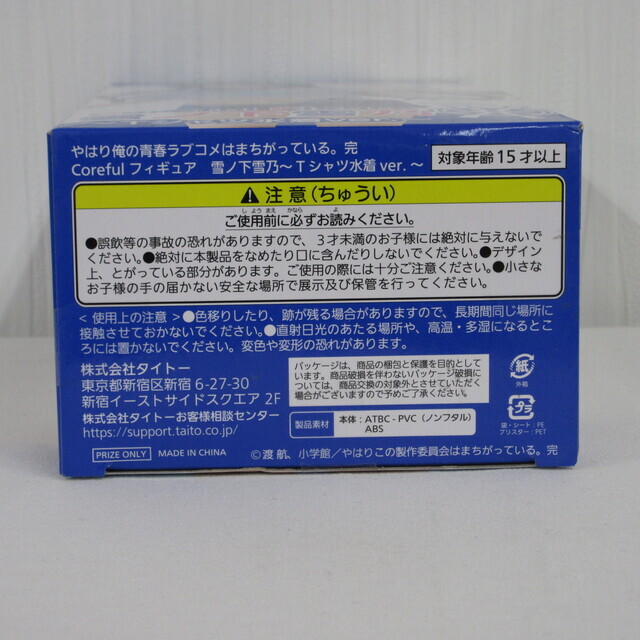 やはり俺の青春ラブコメはまちがっている。完
Coreful フィギュア 雪ノ下雪乃～Tシャツ水着 ver.～
対象年齢 15才以上
注意(ちゅうい)
ご使用前に必ずお読みください。
しようまえ かなら
●誤飲等の事故の恐れがありますので、3才未満のお子様には絶対に与えないで
ください。●絶対に本製品をなめたり口に含んだりしないでください。●デザイン
上、とがっている部分があります。ご使用の際には十分ご注意ください。●小さな
お子様の手の届かない安全な場所で展示及び保管を行ってください。
< 使用上の注意 >●色移りしたり、跡が残る場合がありますので、長期間同じ場所に
接触させておかないでください。●直射日光のあたる場所や、高温・多湿になるとこ
ろには置かないでください。変色や変形の恐れがあります。
株式会社タイトー
東京都新宿区新宿 6-27-30
新宿イーストサイドスクエア 2F
株式会社タイトーお客様相談センター
https://support.taito.co.jp/
PRIZE ONLY MADE IN CHINA
パッケージは、商品の梱包と保護を目的として
います。商品破損を伴わないパッケージ破損に
ついては、商品交換の対象外とさせていただき
ますので、予めご了承ください。
製品素材
本体:ATBC-PVC(ノンフタル)
ABS
©渡 航、小学館/やはりこの製作委員会はまちがっている。完
紙
外箱
プラ
袋・シート:PE
ブリスター:PET